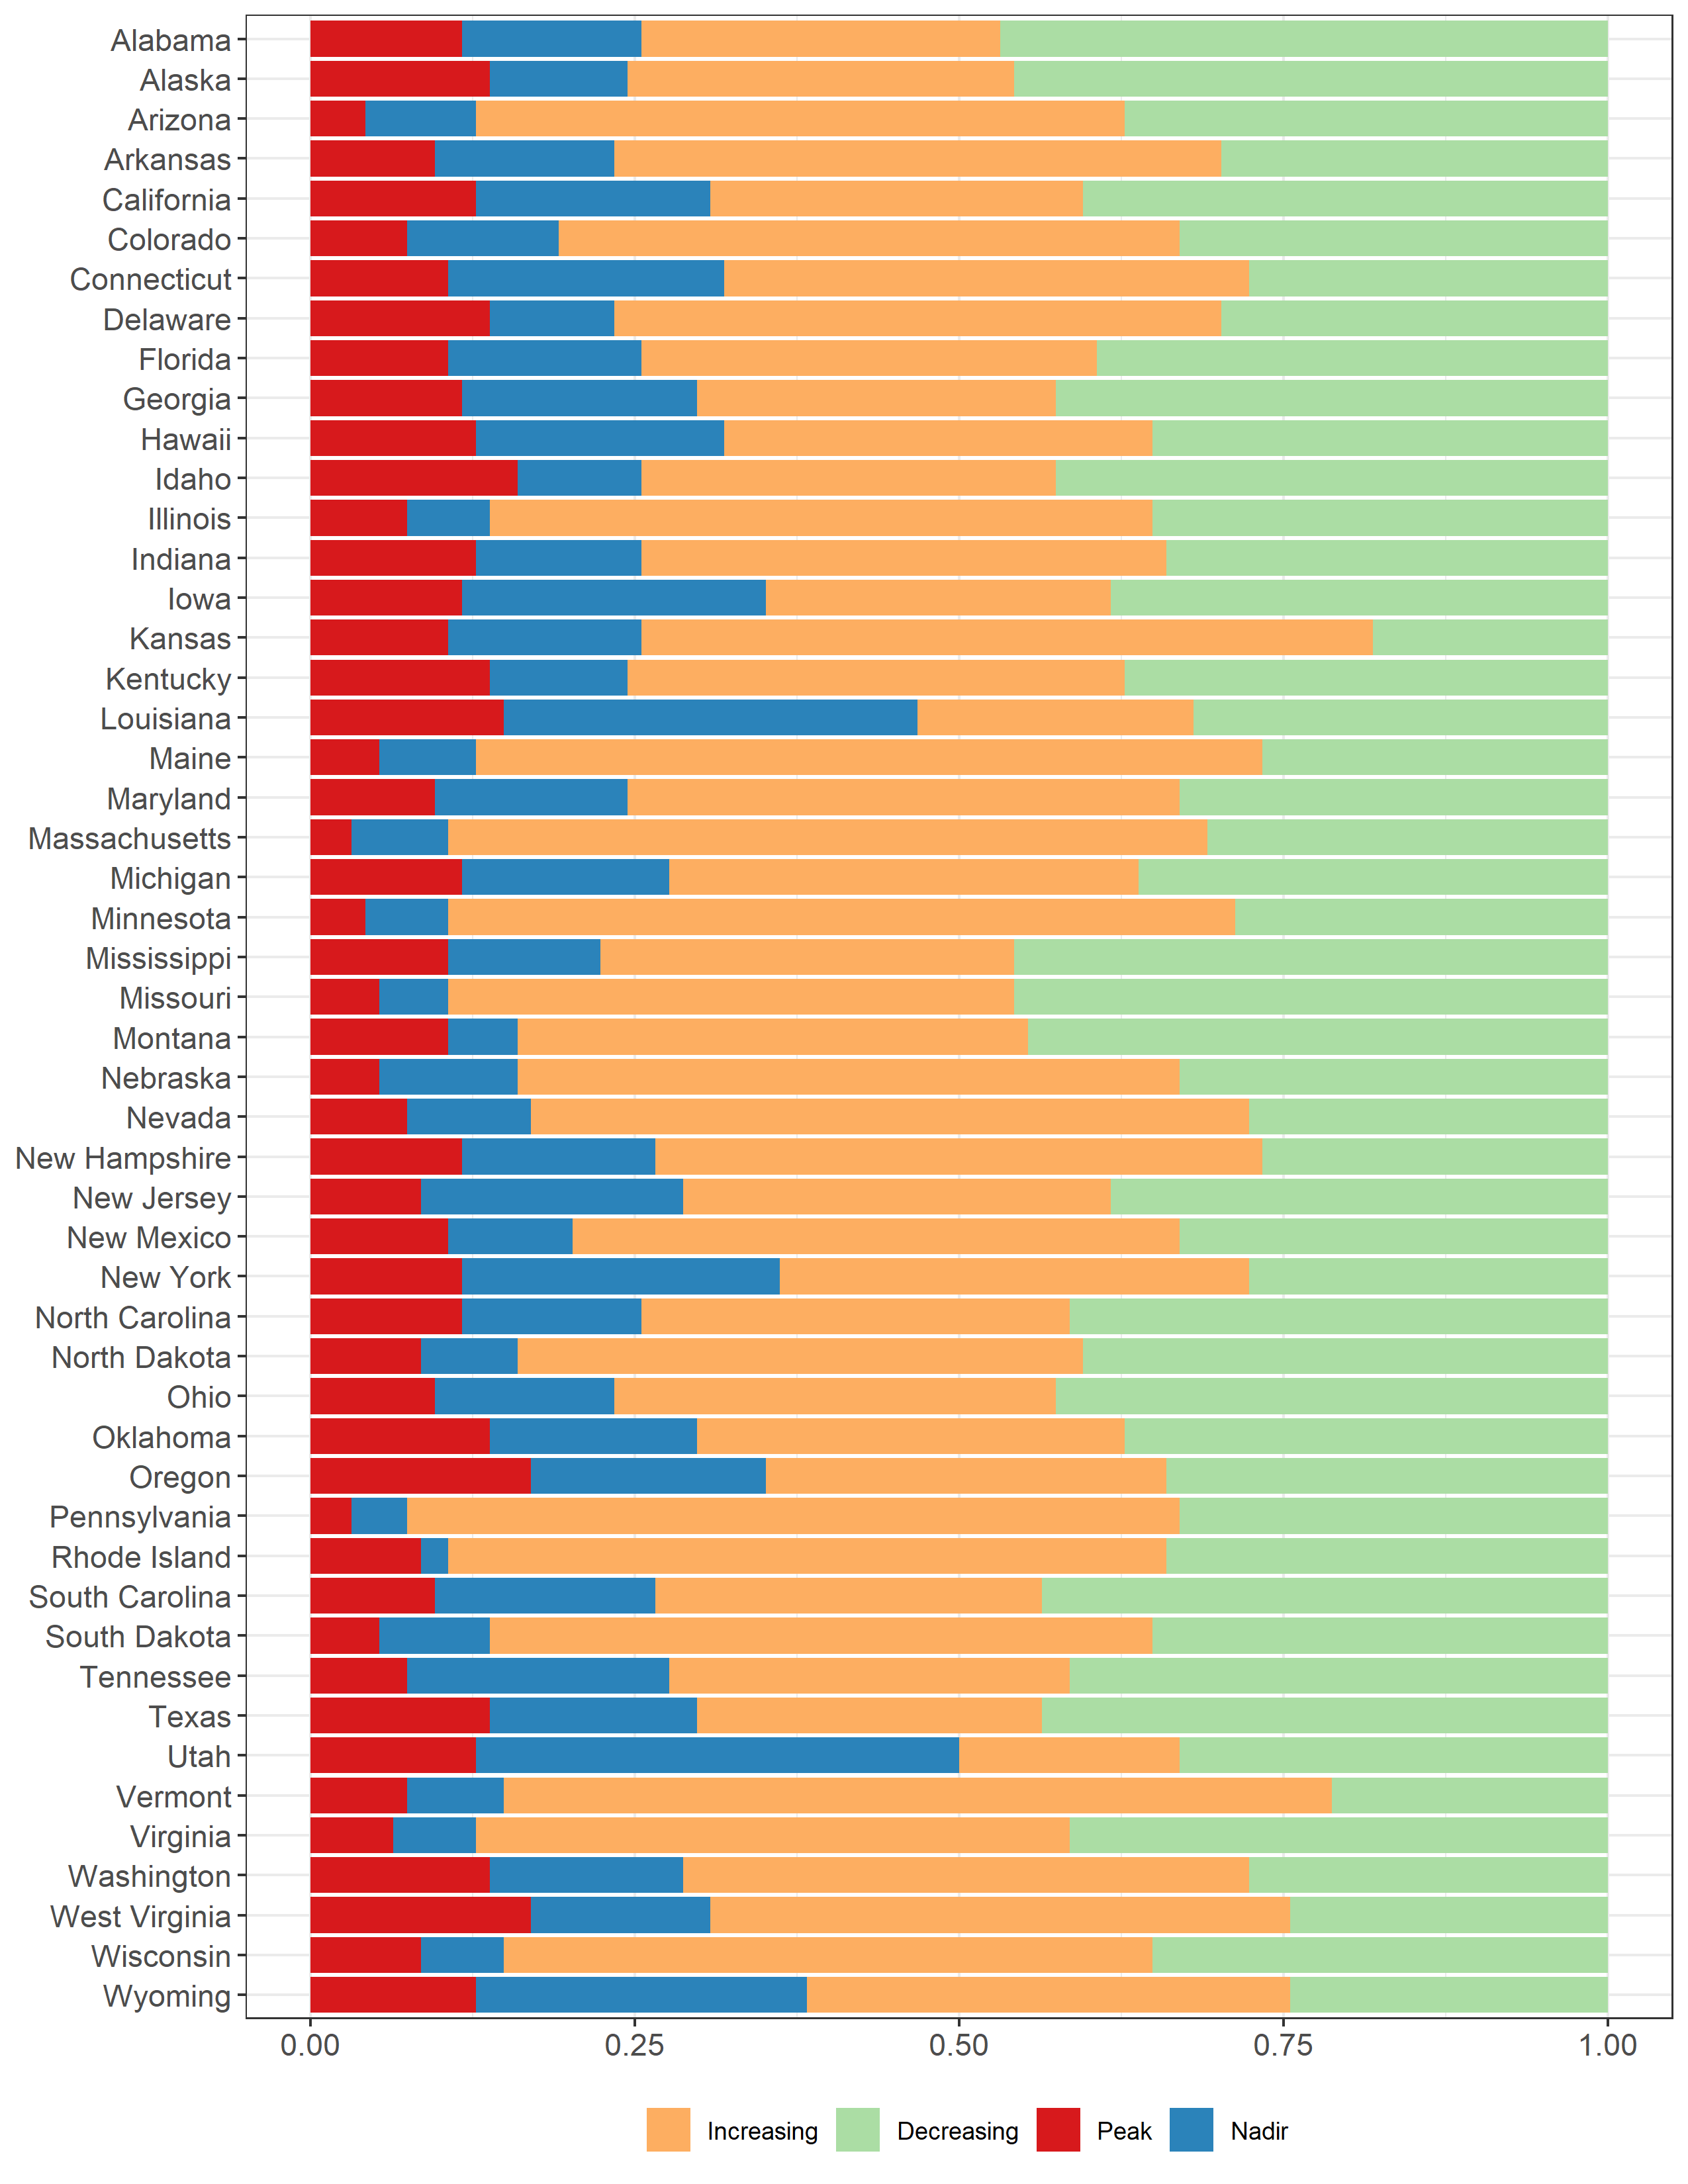 Alabama
Alaska
Arizona
Arkansas
California
Colorado
Connecticut
Delaware
Florida
Georgia
Hawaii
Idaho
Illinois
Indiana
Iowa
Kansas
Kentucky
Louisiana
Maine
Maryland
Massachusetts
Michigan
Minnesota
Mississippi
Missouri
Montana
Nebraska
Nevada
New Hampshire
New Jersey
New Mexico
New York
North Carolina
North Dakota
Ohio
Oklahoma
Oregon
Pennsylvania
Rhode Island
South Carolina
South Dakota
Tennessee
Texas
Utah
Vermont
Virginia
Washington
West Virginia
Wisconsin
Wyoming
0.00 0.25 0.50 0.75 1.00
Increasing Decreasing Peak Nadir